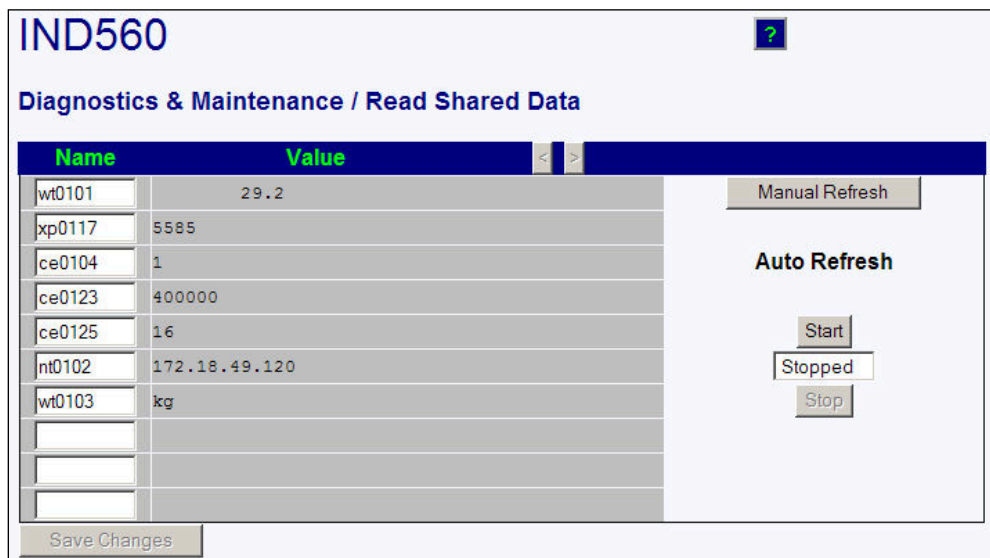 IND560 ?
Diagnostics & Maintenance / Read Shared Data
Name Value < >
wt0101 29.2 Manual Refresh
xp0117 5585
ce0104 1 Auto Refresh
ce0123 400000
ce0125 16 Start
nt0102 172.18.49.120 Stopped
wt0103 kg Stop
Save Changes